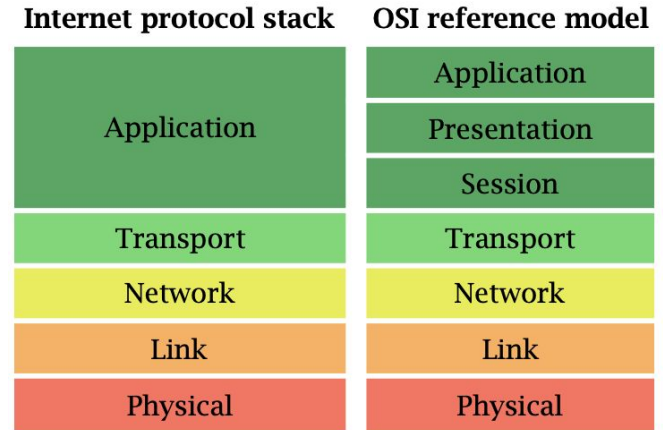 Internet protocol stack
Application
Transport
Network
Link
Physical
OSI reference model
Application
Presentation
Session
Transport
Network
Link
Physical